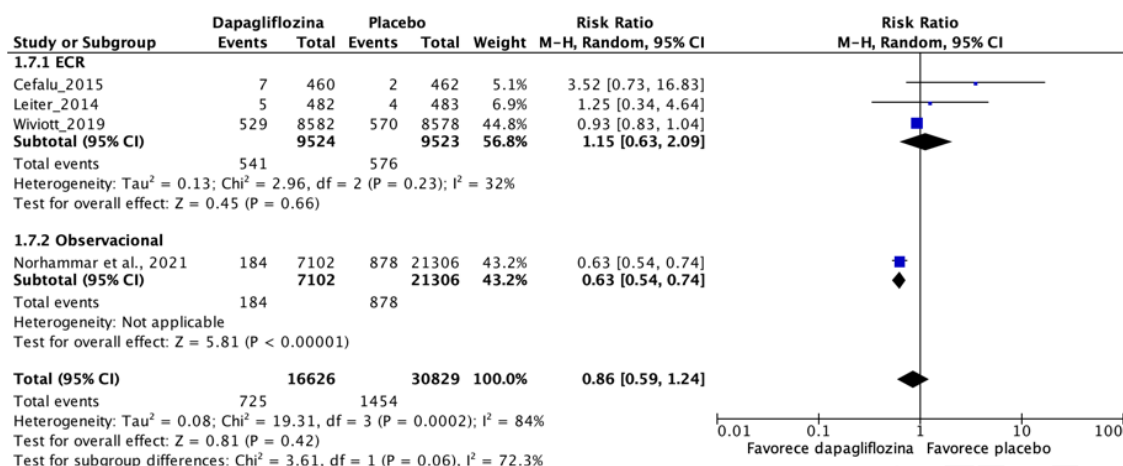 Dapagliflozina Placebo Risk Ratio Risk Ratio
Study or Subgroup Events Total Events Total Weight M-H, Random, 95% CI M-H, Random, 95% CI
1.7.1 ECR
Cefalu_2015 7 460 2 462 5.1% 3.52 [0.73, 16.83]
Leiter_2014 5 482 4 483 6.9% 1.25 [0.34, 4.64]
Wiviott_2019 529 8582 570 8578 44.8% 0.93 [0.83, 1.04]
Subtotal (95% CI) 9524 9523 56.8% 1.15 [0.63, 2.09]
Total events 541 576
Heterogeneity: Tau² = 0.13; Chi² = 2.96, df = 2 (P = 0.23); I² = 32%
Test for overall effect: Z = 0.45 (P = 0.66)
1.7.2 Observacional
Norhammar et al., 2021 184 7102 878 21306 43.2% 0.63 [0.54, 0.74]
Subtotal (95% CI) 7102 21306 43.2% 0.63 [0.54, 0.74]
Total events 184 878
Heterogeneity: Not applicable
Test for overall effect: Z = 5.81 (P < 0.00001)
Total (95% CI) 16626 30829 100.0% 0.86 [0.59, 1.24]
Total events 725 1454
Heterogeneity: Tau² = 0.08; Chi² = 19.31, df = 3 (P = 0.0002); I² = 84%
Test for overall effect: Z = 0.81 (P = 0.42)
Test for subgroup differences: Chi² = 3.61, df = 1 (P = 0.06), I² = 72.3%
0.01 0.1 1 10 100
Favorece dapagliflozina Favorece placebo